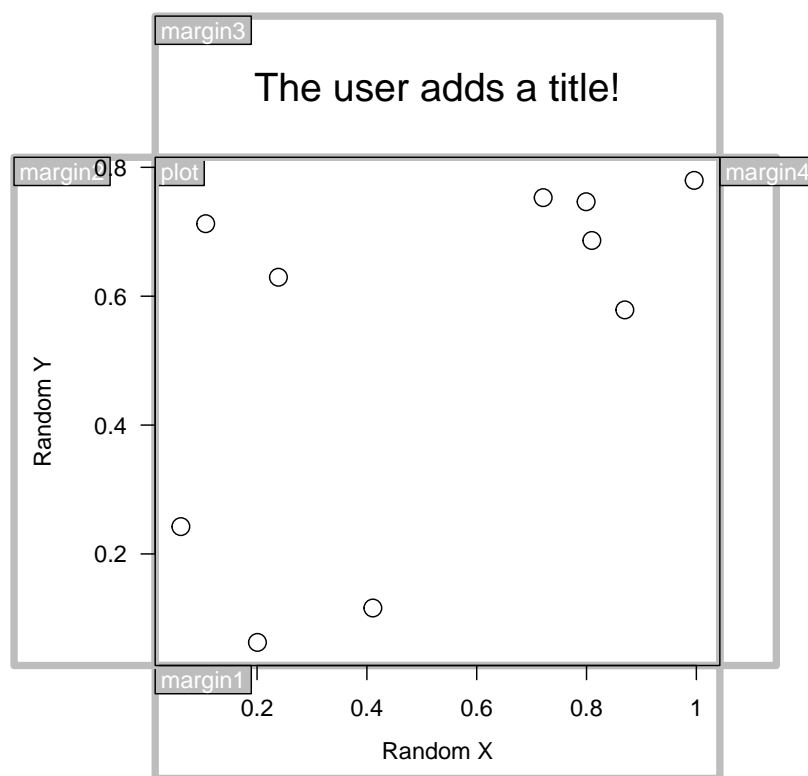 margin3
The user adds a title!
margin2
0.8
plot
margin4
0.6
Random Y
0.4
0.2
margin1
0.2 0.4 0.6 0.8 1
Random X